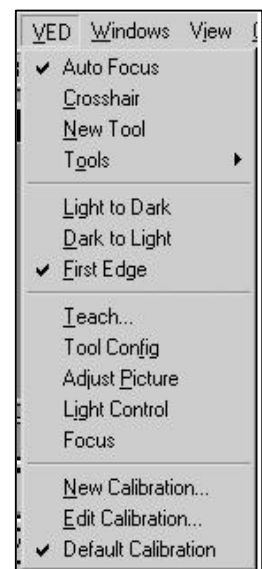 VED Windows View
Auto Focus
Crosshair
New Tool
Tools
Light to Dark
Dark to Light
First Edge
Teach...
Tool Config
Adjust Picture
Light Control
Focus
New Calibration...
Edit Calibration...
Default Calibration